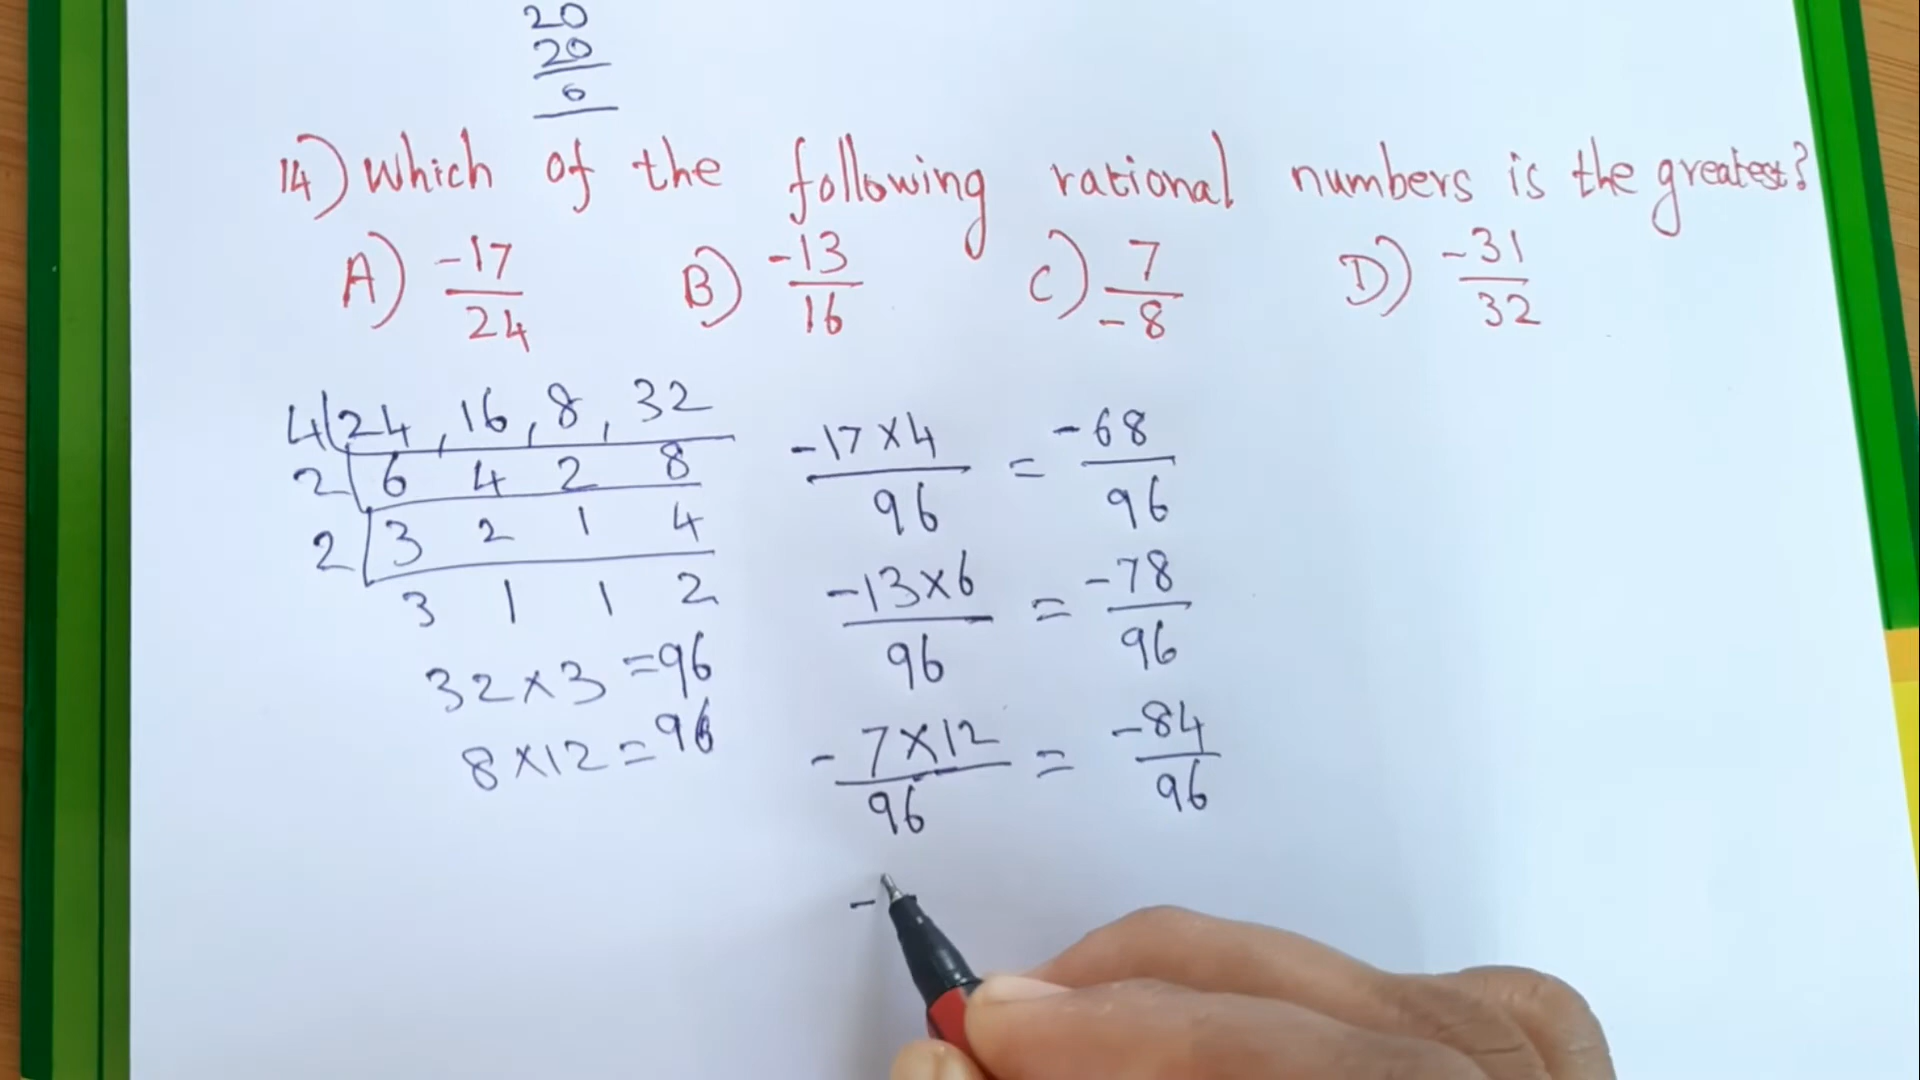 20
20
0
14) Which of the following rational numbers is the greatest?
A) -17/24 B) -13/16 C) 7/-8 D) -31/32
4 24, 16, 8, 32
2 6 4 2 8
2 3 2 1 4
3 1 1 2
32×3 =96
8×12=96
-17×4/96 = -68/96
-13×6/96 = -78/96
-7×12/96 = -84/96
-